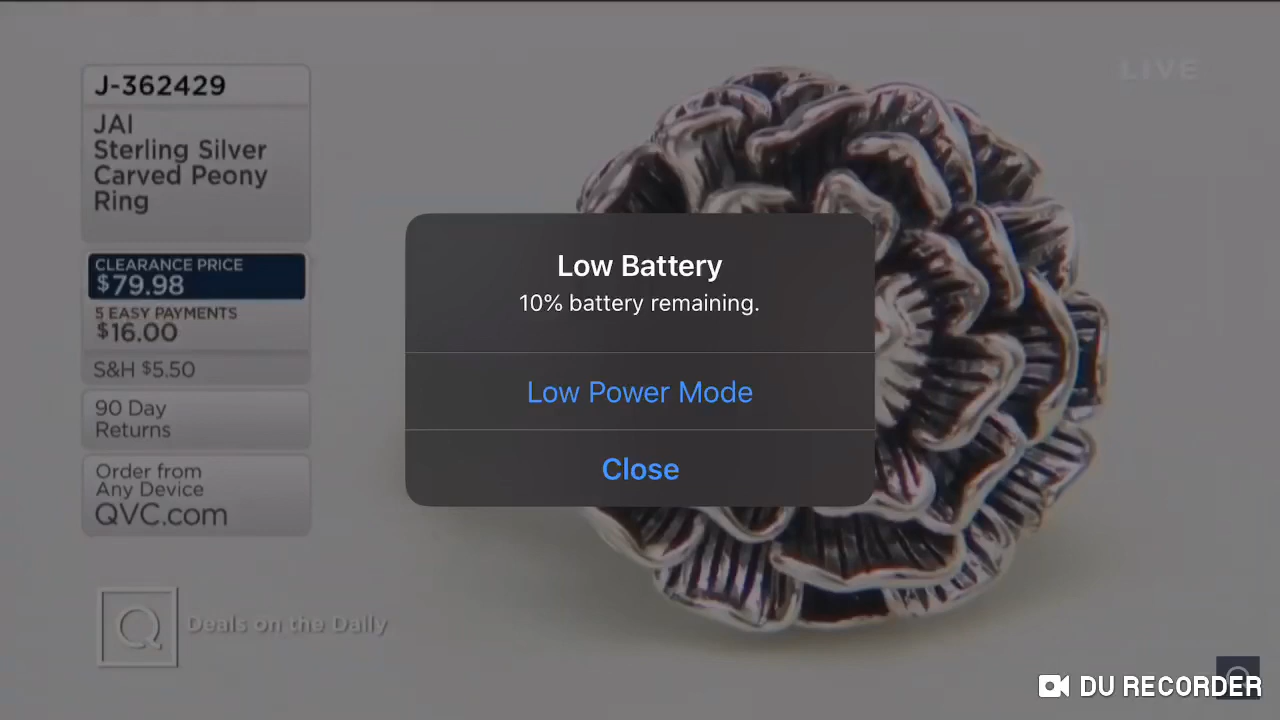 J-362429
JAI
Sterling Silver
Carved Peony
Ring
CLEARANCE PRICE
$79.98
5 EASY PAYMENTS
$16.00
S&H $5.50
90 Day
Returns
Order from
Any Device
QVC.com
Q
Deals on the Daily
LIVE
Low Battery
10% battery remaining.
Low Power Mode
Close
DU RECORDER